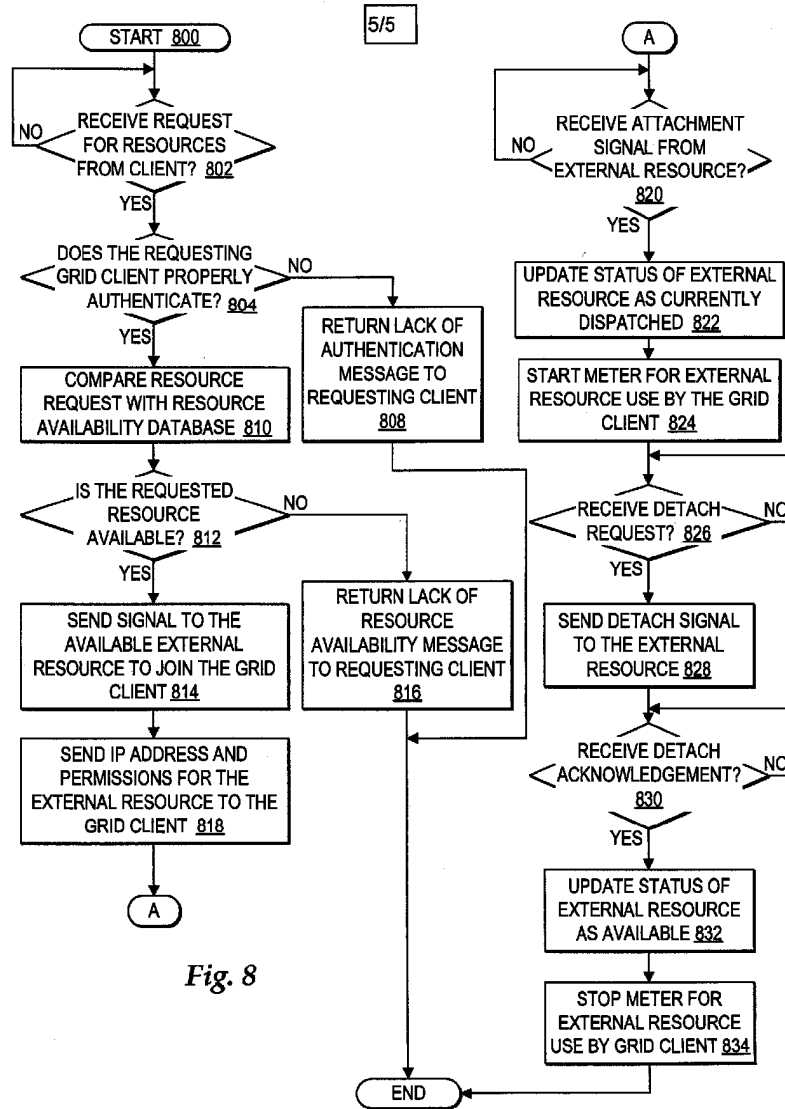 5/5
START 800
RECEIVE REQUEST
FOR RESOURCES
FROM CLIENT? 802
NO
YES
DOES THE REQUESTING
GRID CLIENT PROPERLY
AUTHENTICATE? 804
NO
YES
RETURN LACK OF
AUTHENTICATION
MESSAGE TO
REQUESTING CLIENT
808
COMPARE RESOURCE
REQUEST WITH RESOURCE
AVAILABILITY DATABASE 810
IS THE REQUESTED
RESOURCE
AVAILABLE? 812
NO
YES
RETURN LACK OF
RESOURCE
AVAILABILITY MESSAGE
TO REQUESTING CLIENT
816
SEND SIGNAL TO THE
AVAILABLE EXTERNAL
RESOURCE TO JOIN THE GRID
CLIENT 814
SEND IP ADDRESS AND
PERMISSIONS FOR THE
EXTERNAL RESOURCE TO THE
GRID CLIENT 818
A
Fig. 8
A
RECEIVE ATTACHMENT
SIGNAL FROM
EXTERNAL RESOURCE?
820
NO
YES
UPDATE STATUS OF EXTERNAL
RESOURCE AS CURRENTLY
DISPATCHED 822
START METER FOR EXTERNAL
RESOURCE USE BY THE GRID
CLIENT 824
RECEIVE DETACH
REQUEST? 826
NO
YES
SEND DETACH SIGNAL
TO THE EXTERNAL
RESOURCE 828
RECEIVE DETACH
ACKNOWLEDGEMENT?
830
NO
YES
UPDATE STATUS OF
EXTERNAL RESOURCE
AS AVAILABLE 832
STOP METER FOR
EXTERNAL RESOURCE
USE BY GRID CLIENT 834
END